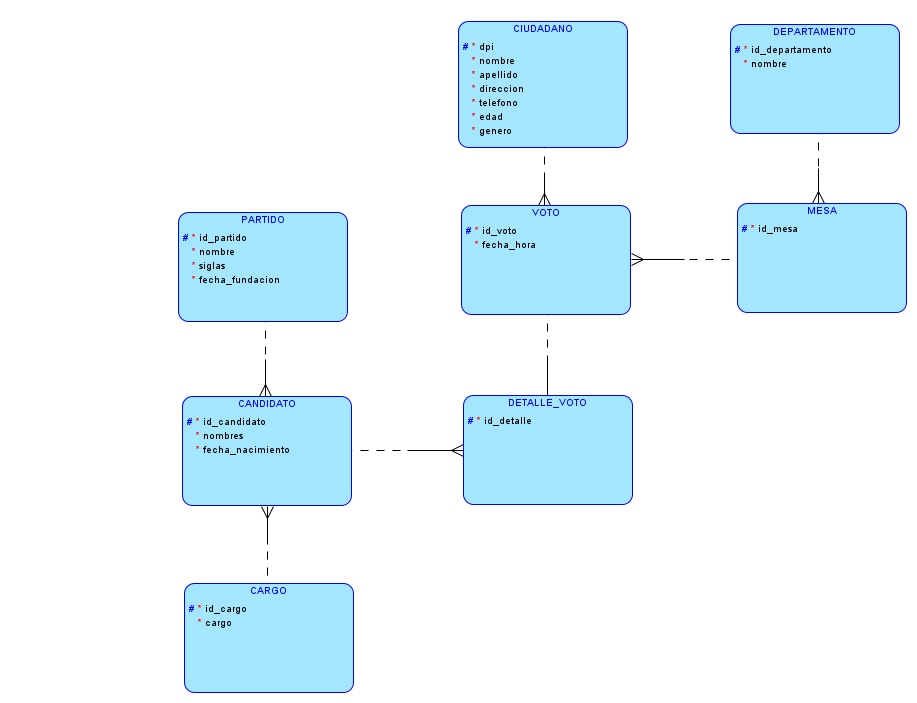 CIUDADANO
# * dpi
* nombre
* apellido
* direccion
* telefono
* edad
* genero
DEPARTAMENTO
# * id_departamento
* nombre
PARTIDO
# * id_partido
* nombre
* siglas
* fecha_fundacion
VOTO
# * id_voto
* fecha_hora
MESA
# * id_mesa
CANDIDATO
# * id_candidato
* nombres
* fecha_nacimiento
DETALLE_VOTO
# * id_detalle
CARGO
# * id_cargo
* cargo